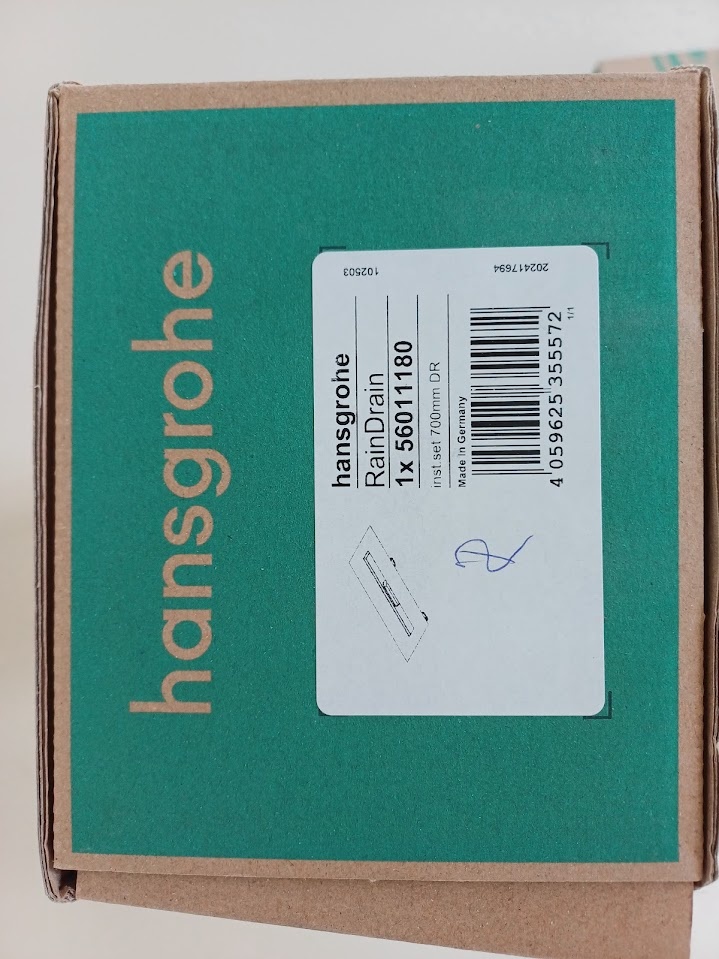 hansgrohe
102503
202417694
hansgrohe
RainDrain
1x 56011180
inst.set 700mm DR
Made in Germany
4 059625 355572
1/1